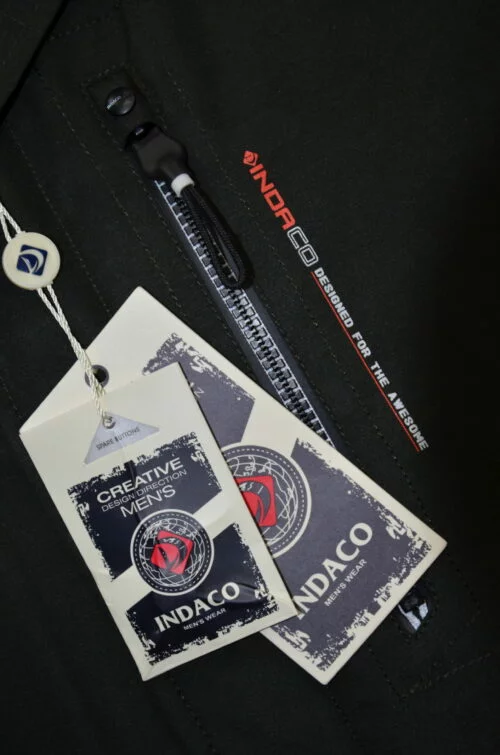 INDACO DESIGNED FOR THE AWESOME
SPARE BUTTONS
CREATIVE
DESIGN DIRECTION
MEN'S
INDACO
MEN'S WEAR
INDACO
MEN'S WEAR